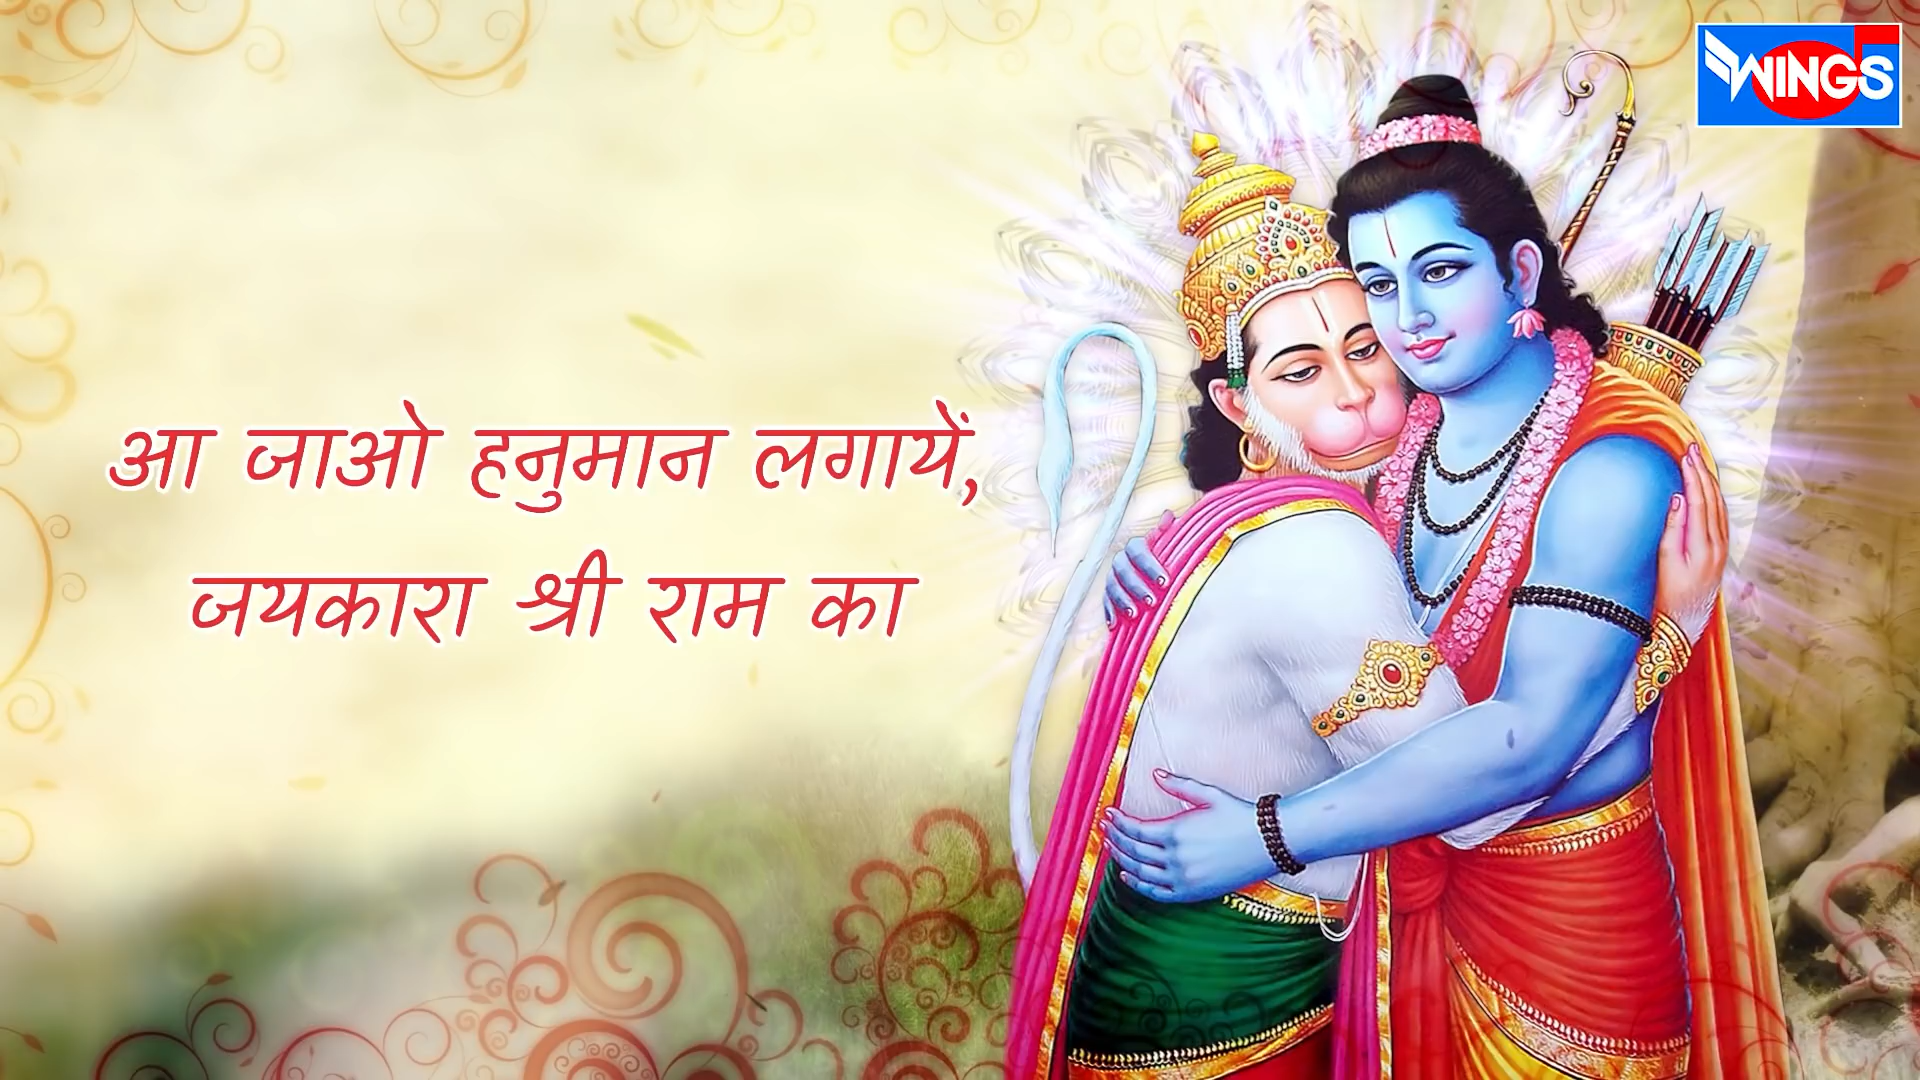 WINGS
आ जाओ हनुमान लगायें,
जयकारा श्री राम का